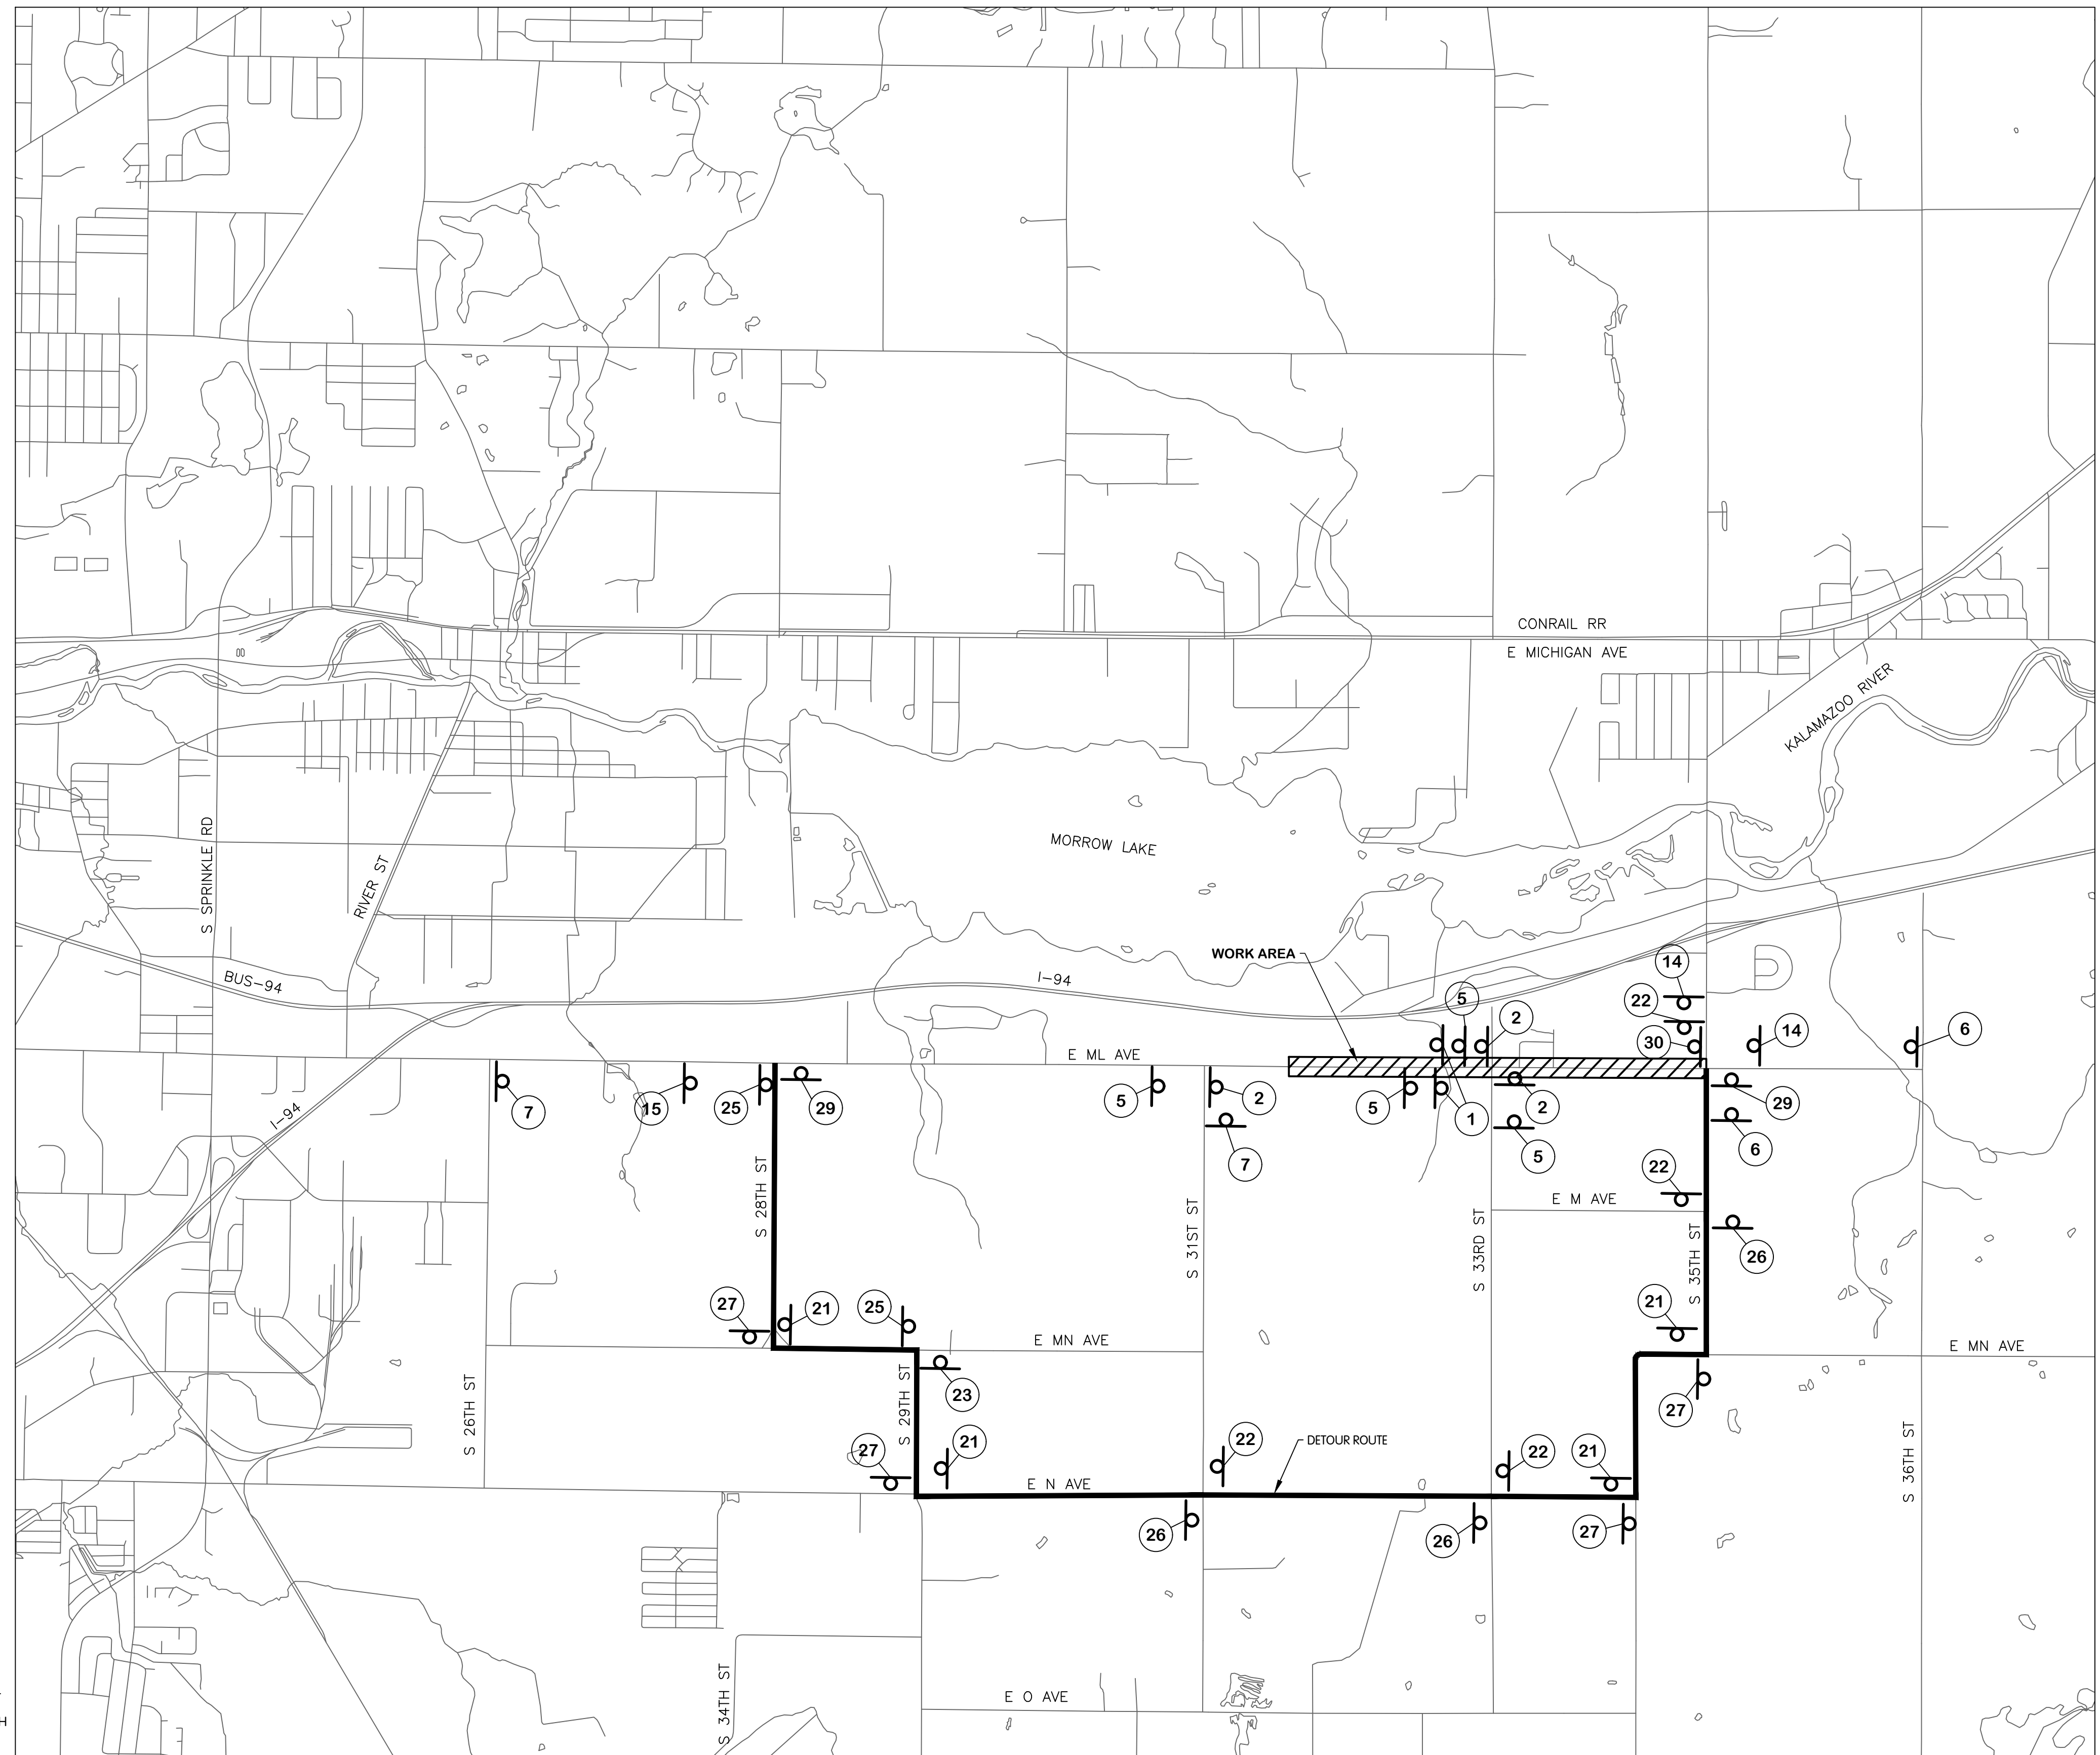 CONRAIL RR
E MICHIGAN AVE
KALAMAZOO RIVER
S SPRINKLE RD
RIVER ST
MORROW LAKE
WORK AREA
14
BUS-94
I-94
5
22
2
30
14
6
E ML AVE
7
15
25
29
5
2
5
1
2
29
I-94
7
5
6
S 28TH ST
22
E M AVE
S 31ST ST
S 33RD ST
S 35TH ST
26
27
21
25
21
E MN AVE
E MN AVE
23
S 29TH ST
S 26TH ST
27
27
21
22
22
21
DETOUR ROUTE
S 36TH ST
E N AVE
26
26
27
S 34TH ST
E O AVE
H